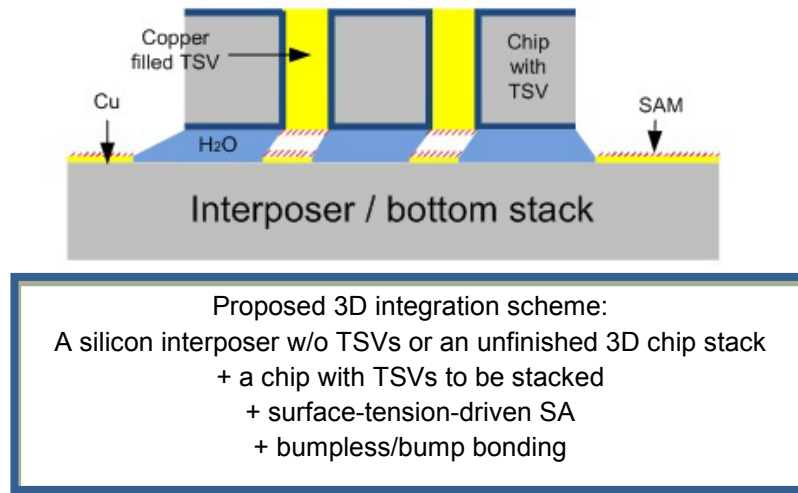 Copper
filled TSV
Chip
with
TSV
Cu
SAM
H2O
Interposer / bottom stack
Proposed 3D integration scheme:
A silicon interposer w/o TSVs or an unfinished 3D chip stack
+ a chip with TSVs to be stacked
+ surface-tension-driven SA
+ bumpless/bump bonding